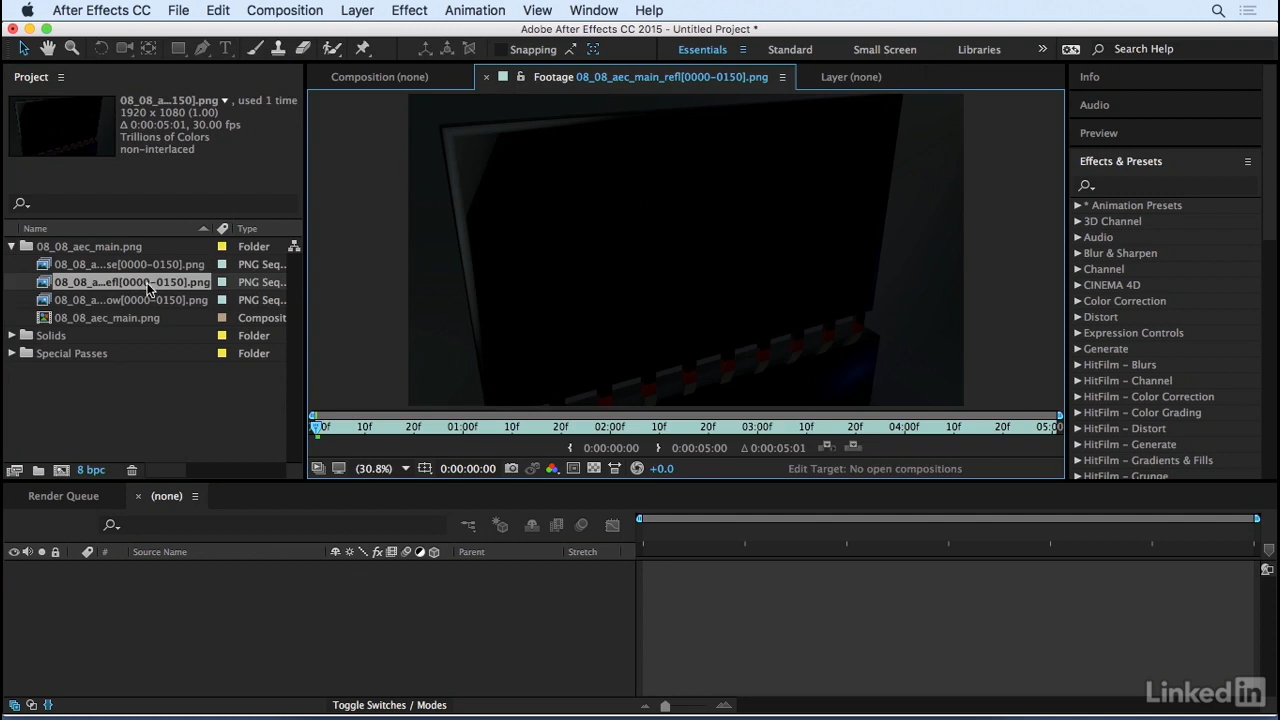 After Effects CC File Edit Composition Layer Effect Animation View Window Help
Adobe After Effects CC 2015 - Untitled Project *
Snapping Essentials Standard Small Screen Libraries Search Help
Project
Composition (none) Footage 08_08_aec_main_refl[0000-0150].png Layer (none)
Info
08_08_a...150].png , used 1 time
1920 x 1080 (1.00)
Δ 0:00:05:01, 30.00 fps
Trillions of Colors
non-interlaced
Audio
Preview
Effects & Presets
Name Type
08_08_aec_main.png Folder
08_08_a...se[0000-0150].png PNG Seq..
08_08_a...efl[0000-0150].png PNG Seq..
08_08_a...ow[0000-0150].png PNG Seq..
08_08_aec_main.png Composit
Solids Folder
Special Passes Folder
* Animation Presets
3D Channel
Audio
Blur & Sharpen
Channel
CINEMA 4D
Color Correction
Distort
Expression Controls
Generate
HitFilm - Blurs
HitFilm - Channel
HitFilm - Color Correction
HitFilm - Color Grading
HitFilm - Distort
HitFilm - Generate
HitFilm - Gradients & Fills
HitFilm - Grunge
10f 20f 01:00f 10f 20f 02:00f 10f 20f 03:00f 10f 20f 04:00f 10f 20f 05:00
0:00:00:00 0:00:05:00 Δ 0:00:05:01
8 bpc
(30.8%) 0:00:00:00 +0.0 Edit Target: No open compositions
Render Queue (none)
# Source Name Parent Stretch
Toggle Switches / Modes
Linked in